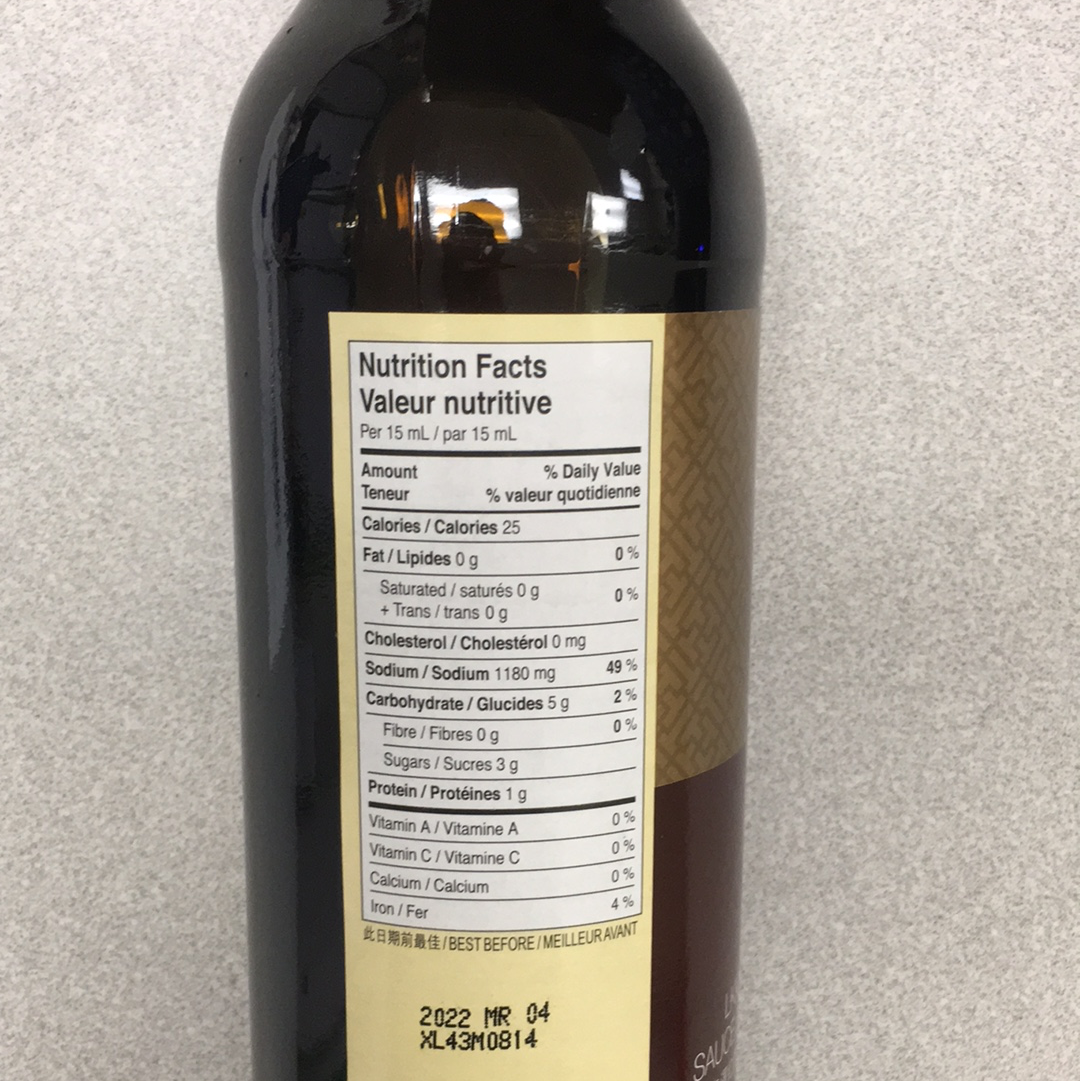 Nutrition Facts
Valeur nutritive
Per 15 mL / par 15 mL
Amount % Daily Value
Teneur % valeur quotidienne
Calories / Calories 25
Fat / Lipides 0 g 0 %
Saturated / saturés 0 g 0 %
+ Trans / trans 0 g
Cholesterol / Cholestérol 0 mg
Sodium / Sodium 1180 mg 49 %
Carbohydrate / Glucides 5 g 2 %
Fibre / Fibres 0 g 0 %
Sugars / Sucres 3 g
Protein / Protéines 1 g
Vitamin A / Vitamine A 0 %
Vitamin C / Vitamine C 0 %
Calcium / Calcium 0 %
Iron / Fer 4 %
此日期前最佳 / BEST BEFORE / MEILLEUR AVANT
2022 MR 04
XL43M0814